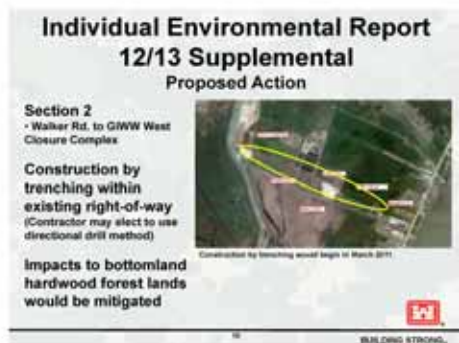 Individual Environmental Report
12/13 Supplemental
Proposed Action
Section 2
• Walker Rd. to GIWW West
Closure Complex
Construction by
trenching within
existing right-of-way
(Contractor may elect to use
directional drill method)
Impacts to bottomland
hardwood forest lands
would be mitigated
Construction by trenching would begin in March 2011.
BUILDING STRONG®